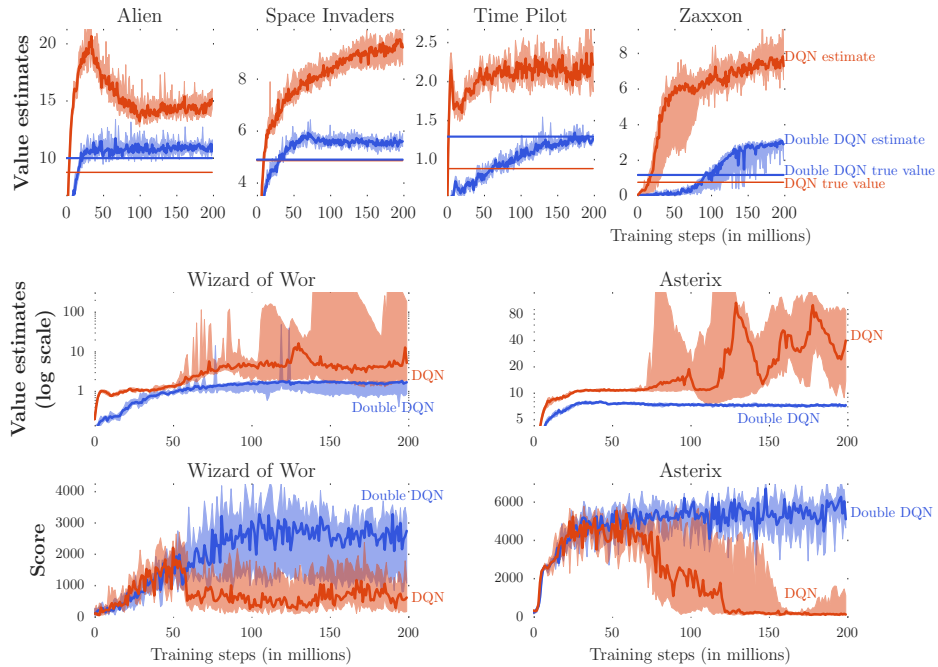 Alien
Space Invaders
Time Pilot
Zaxxon
Value estimates
20
15
10
0 50 100 150 200
8
6
4
0 50 100 150 200
2.5
2.0
1.5
1.0
0 50 100 150 200
8
6
4
2
0
0 50 100 150 200
DQN estimate
Double DQN estimate
Double DQN true value
DQN true value
Training steps (in millions)
Wizard of Wor
Asterix
Value estimates
(log scale)
100
10
1
0 50 100 150 200
DQN
Double DQN
80
40
20
10
5
0 50 100 150 200
DQN
Double DQN
Wizard of Wor
Asterix
Score
4000
3000
2000
1000
0
0 50 100 150 200
Double DQN
DQN
Training steps (in millions)
6000
4000
2000
0
0 50 100 150 200
Double DQN
DQN
Training steps (in millions)